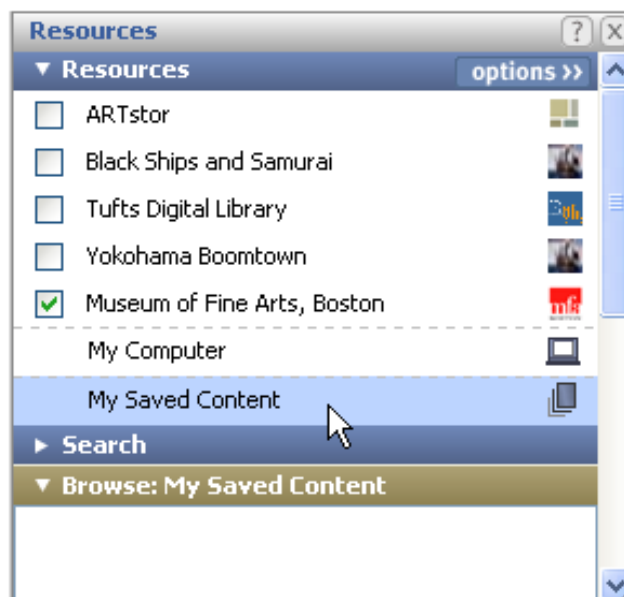 Resources
?
X
Resources
options >>
ARTstor
Black Ships and Samurai
Tufts Digital Library
Yokohama Boomtown
Museum of Fine Arts, Boston
mfa
My Computer
My Saved Content
Search
Browse: My Saved Content